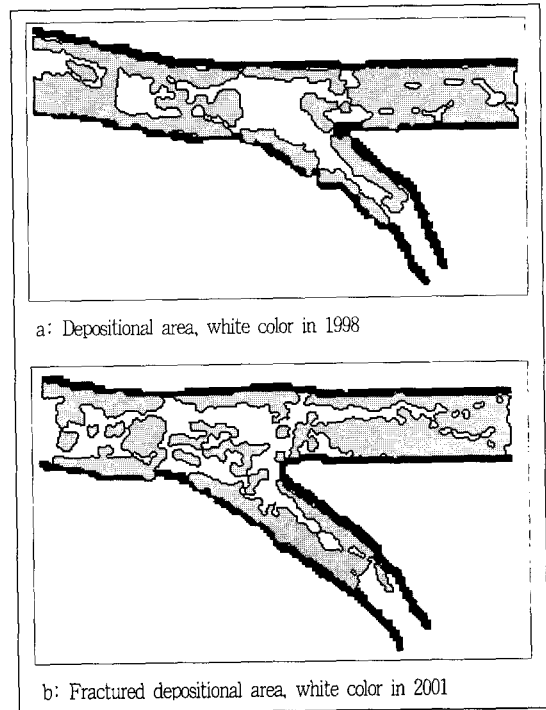 a: Depositional area, white color in 1998
b: Fractured depositional area, white color in 2001